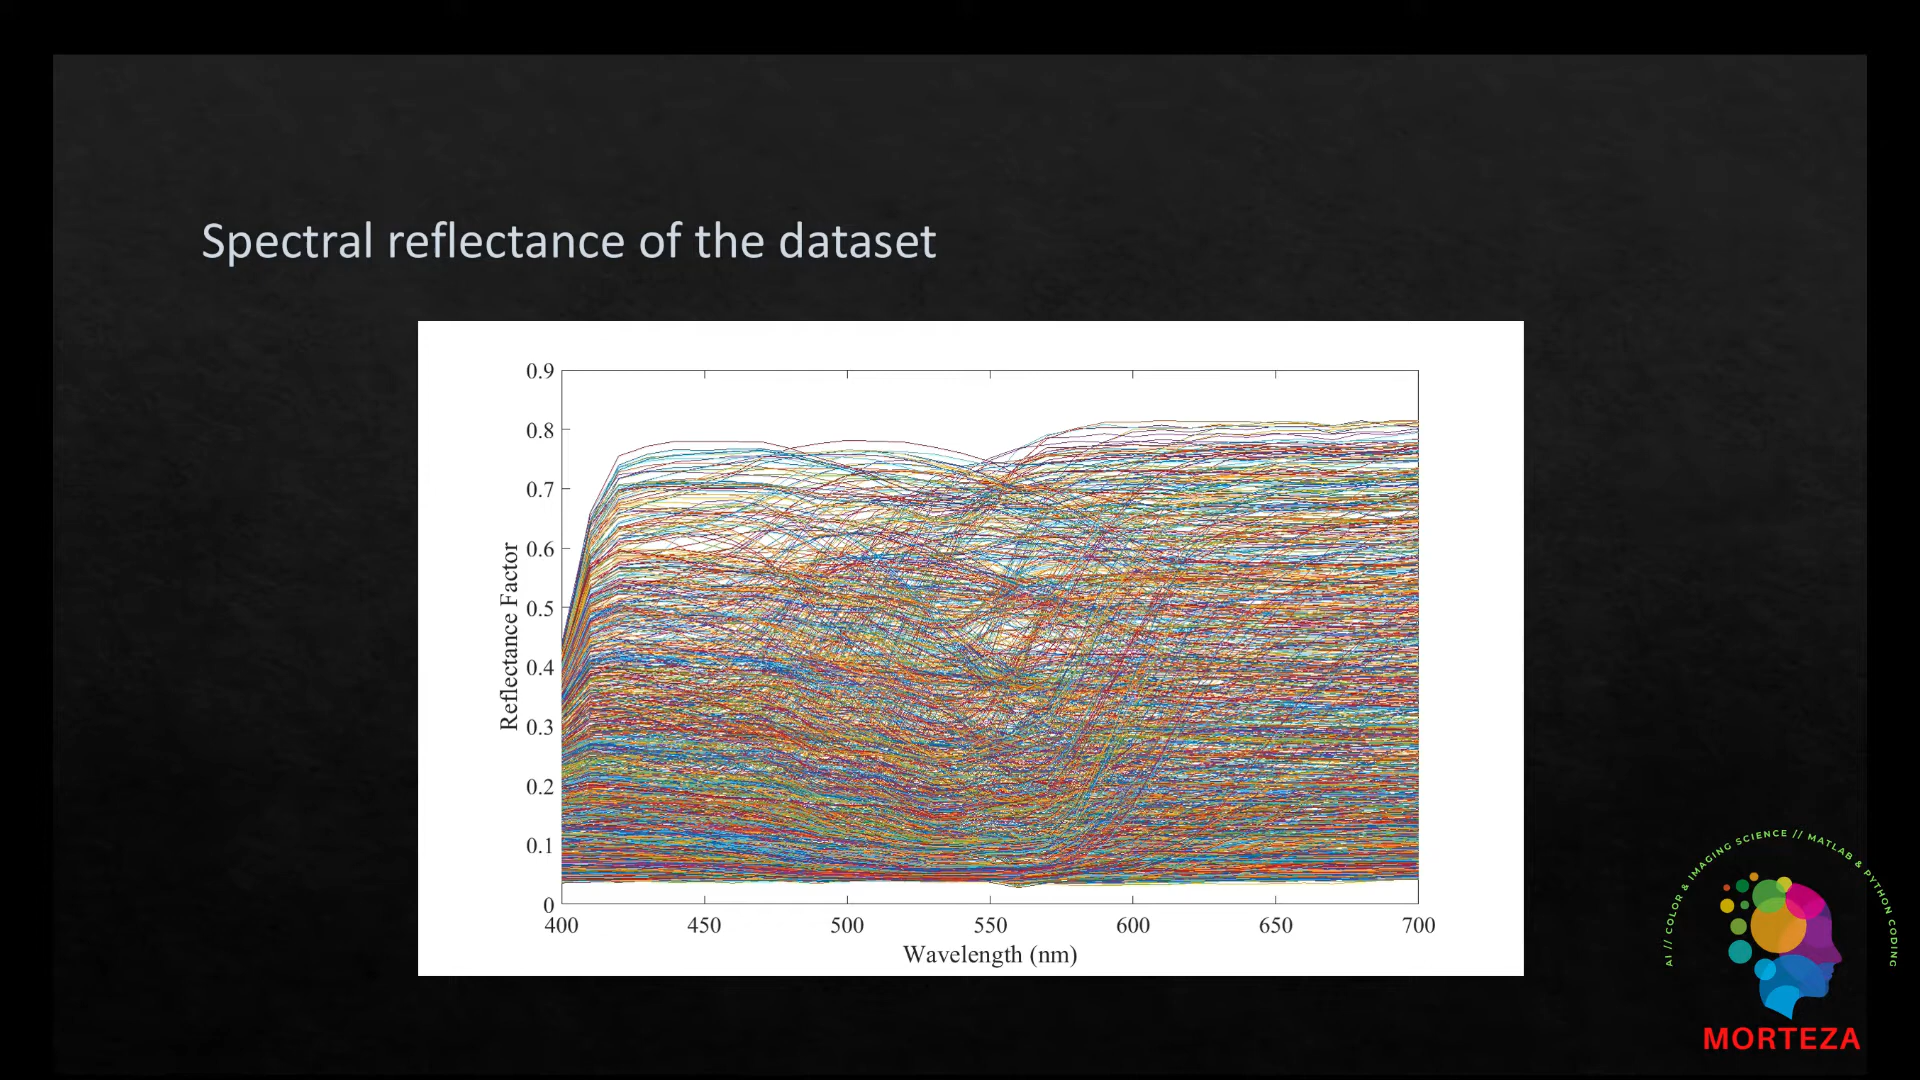 Spectral reflectance of the dataset
0.9
0.8
0.7
0.6
0.5
0.4
0.3
0.2
0.1
0
Reflectance Factor
400 450 500 550 600 650 700
Wavelength (nm)
AI // COLOR & IMAGING SCIENCE // MATLAB & PYTHON CODING
MORTEZA